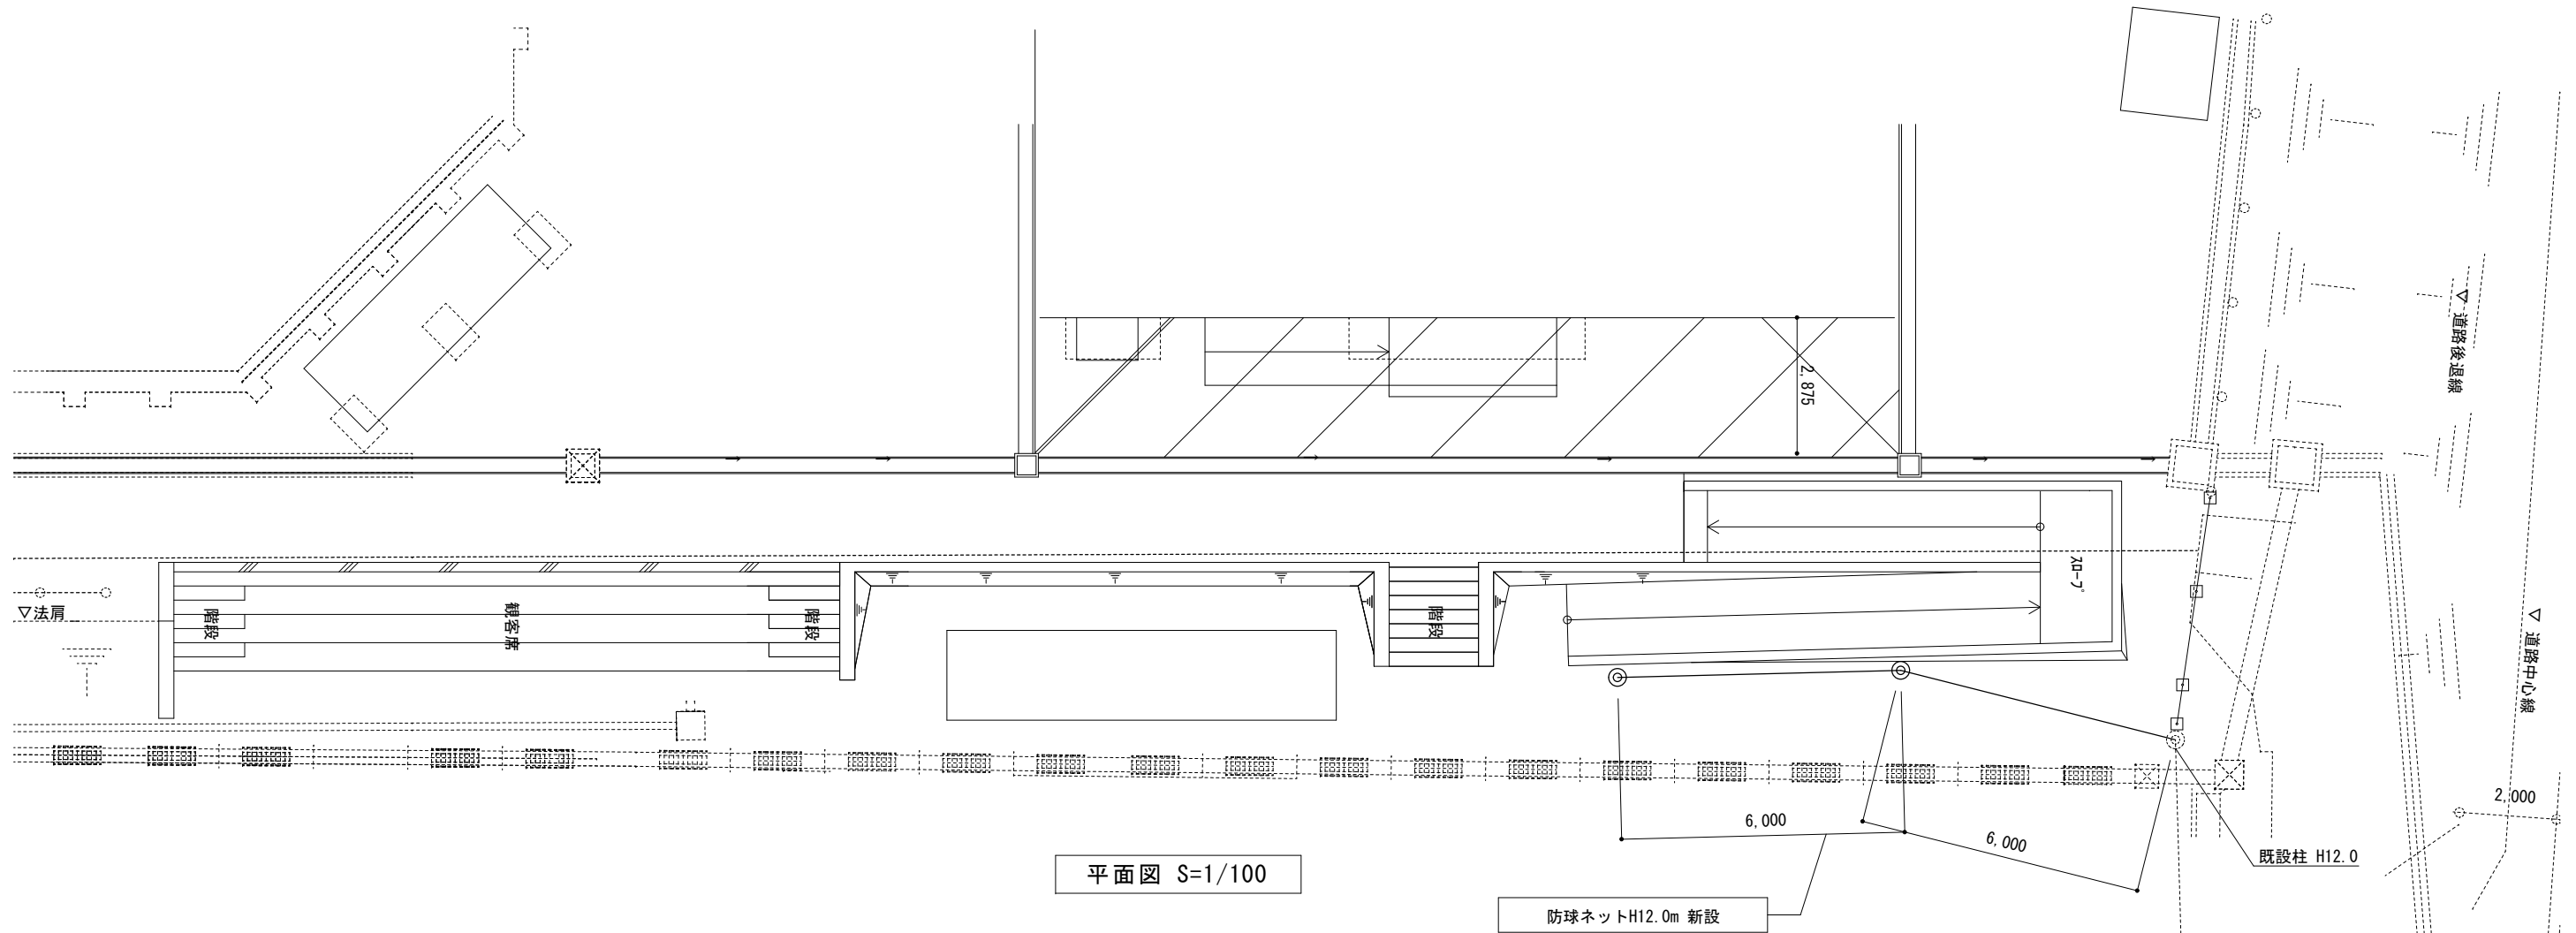 ▽ 道路後退線
2,875
スロープ
▽法肩
階段
観客席
階段
階段
▽ 道路中心線
2,000
6,000
6,000
既設柱 H12.0
平面図 S=1/100
防球ネットH12.0m 新設